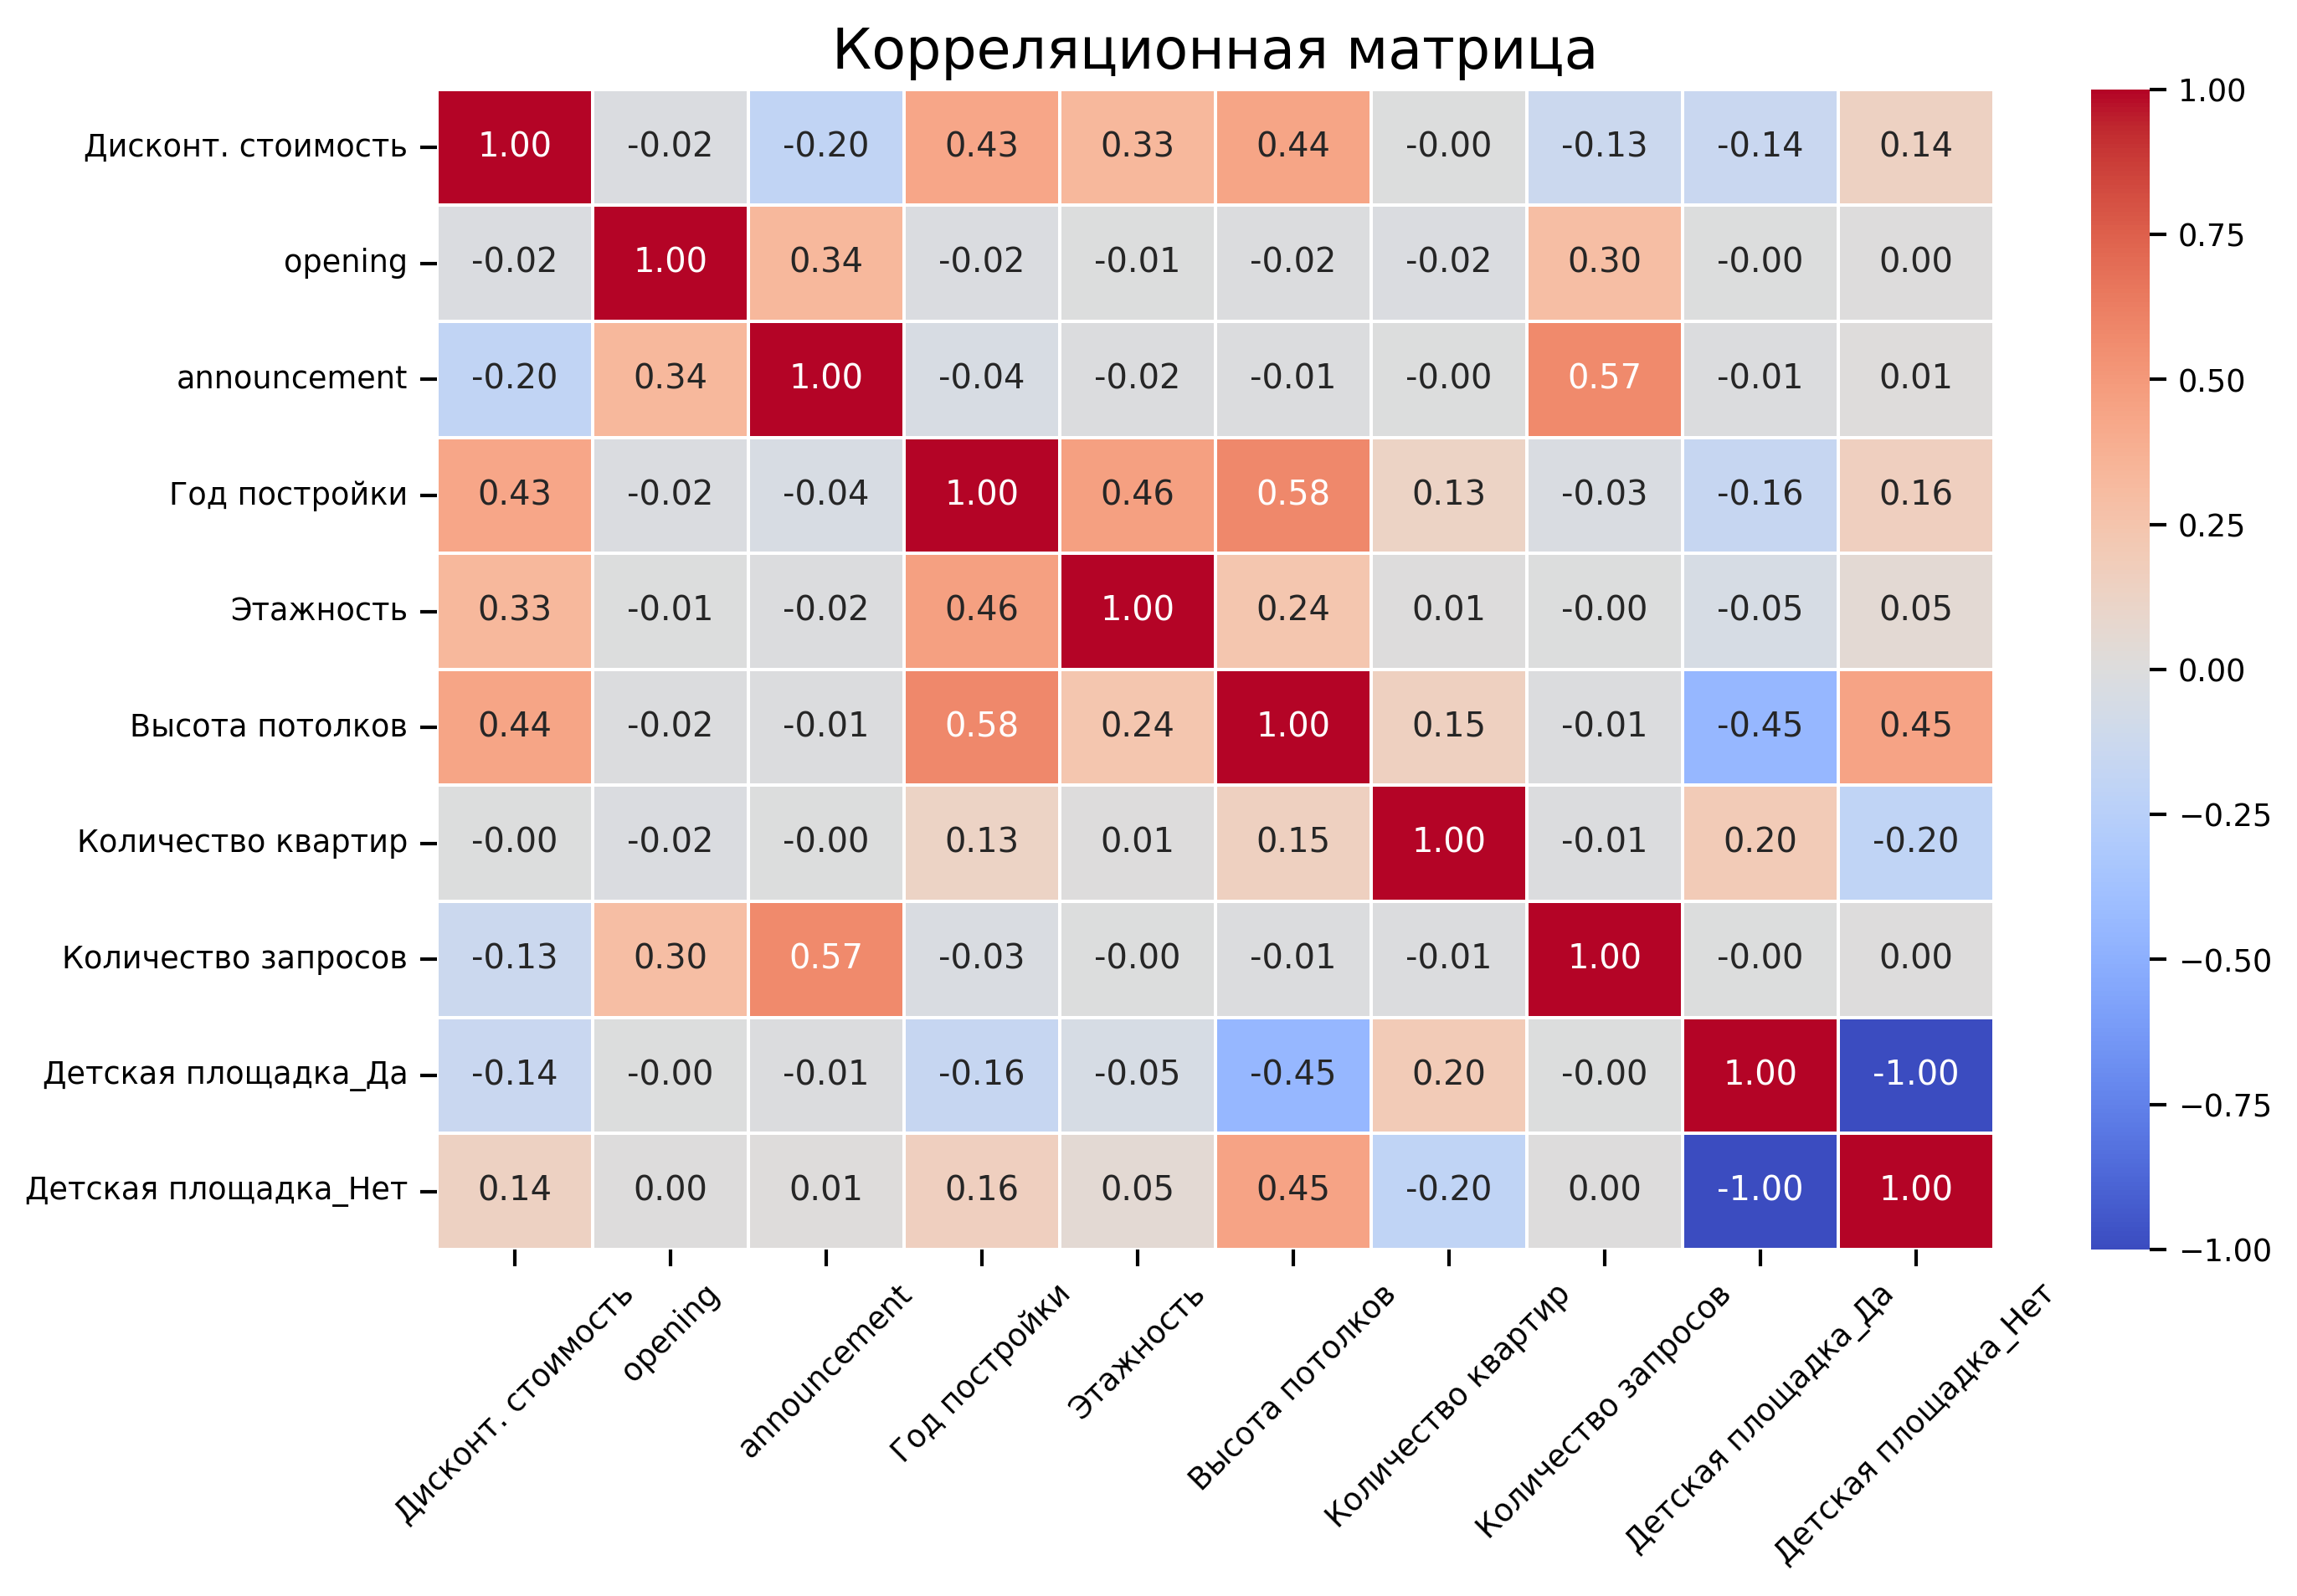 Корреляционная матрица
Дисконт. стоимость 1.00 -0.02 -0.20 0.43 0.33 0.44 -0.00 -0.13 -0.14 0.14
opening -0.02 1.00 0.34 -0.02 -0.01 -0.02 -0.02 0.30 -0.00 0.00
announcement -0.20 0.34 1.00 -0.04 -0.02 -0.01 -0.00 0.57 -0.01 0.01
Год постройки 0.43 -0.02 -0.04 1.00 0.46 0.58 0.13 -0.03 -0.16 0.16
Этажность 0.33 -0.01 -0.02 0.46 1.00 0.24 0.01 -0.00 -0.05 0.05
Высота потолков 0.44 -0.02 -0.01 0.58 0.24 1.00 0.15 -0.01 -0.45 0.45
Количество квартир -0.00 -0.02 -0.00 0.13 0.01 0.15 1.00 -0.01 0.20 -0.20
Количество запросов -0.13 0.30 0.57 -0.03 -0.00 -0.01 -0.01 1.00 -0.00 0.00
Детская площадка_Да -0.14 -0.00 -0.01 -0.16 -0.05 -0.45 0.20 -0.00 1.00 -1.00
Детская площадка_Нет 0.14 0.00 0.01 0.16 0.05 0.45 -0.20 0.00 -1.00 1.00
Дисконт. стоимость
opening
announcement
Год постройки
Этажность
Высота потолков
Количество квартир
Количество запросов
Детская площадка_Да
Детская площадка_Нет
1.00
0.75
0.50
0.25
0.00
−0.25
−0.50
−0.75
−1.00